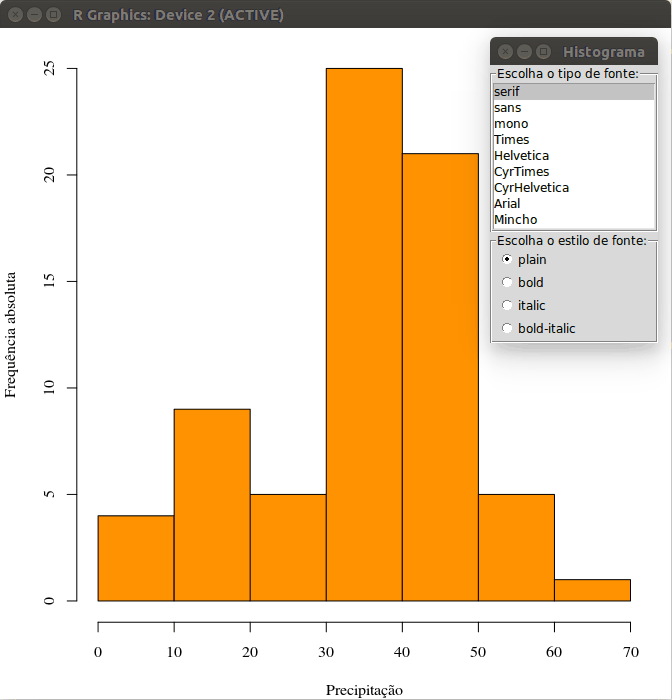 R Graphics: Device 2 (ACTIVE)
Histograma
Escolha o tipo de fonte:
serif
sans
mono
Times
Helvetica
CyrTimes
CyrHelvetica
Arial
Mincho
Escolha o estilo de fonte:
plain
bold
italic
bold-italic
Frequência absoluta
25
20
15
10
5
0
0 10 20 30 40 50 60 70
Precipitação